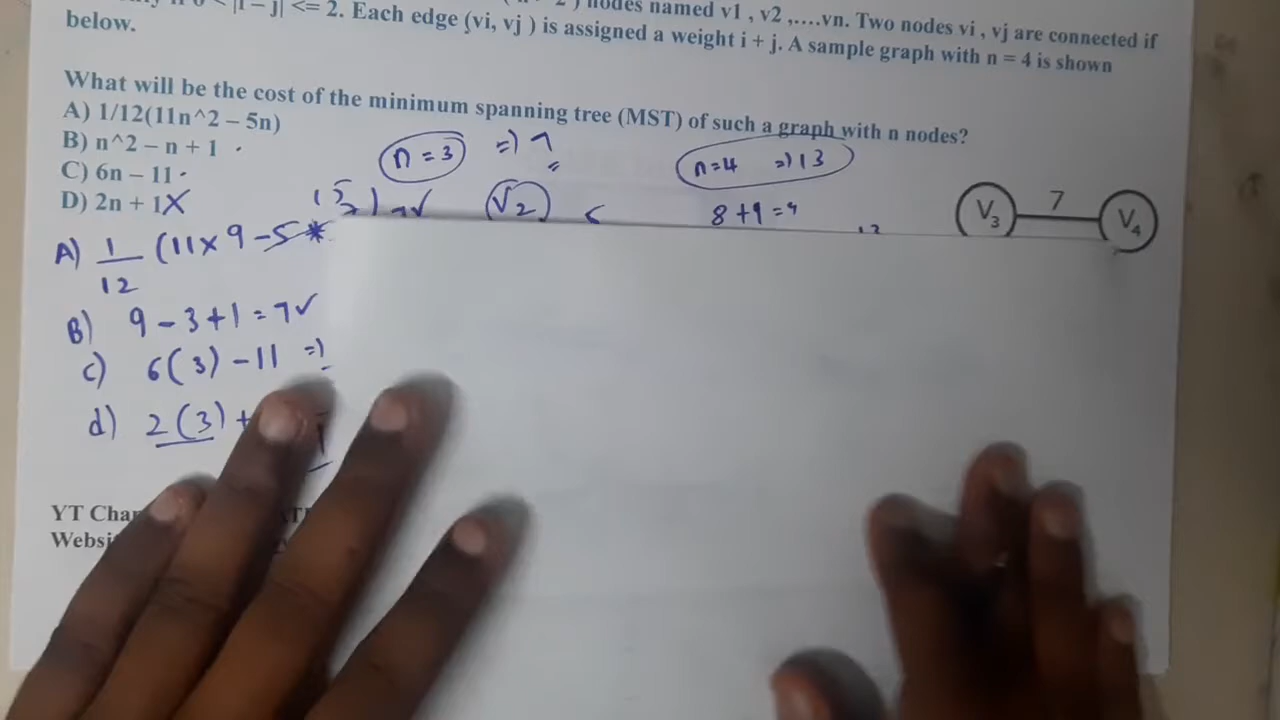 <= 2. Each edge (vi, vj ) is assigned a weight i + j. A sample graph with n = 4 is shown
nodes named v1 , v2 ,....vn. Two nodes vi , vj are connected if
below.
What will be the cost of the minimum spanning tree (MST) of such a graph with n nodes?
A) 1/12(11n^2 – 5n)
B) n^2 – n + 1
C) 6n – 11
D) 2n + 1 X
n = 3 => 7
n=4 => 13
8 + 9 = 4
V3 7 V4
A) 1/12 (11 x 9 - 5
B) 9 - 3 + 1 = 7 ✓
c) 6(3) - 11 =>
d) 2(3) +
YT Cha
Websi